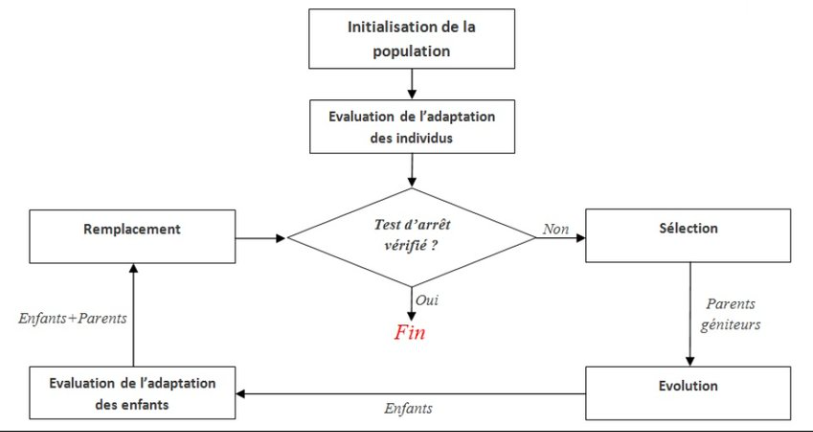 Initialisation de la
population
Evaluation de l'adaptation
des individus
Remplacement
Test d'arrêt
vérifié ?
Non
Sélection
Oui
Fin
Enfants+Parents
Parents
géniteurs
Evaluation de l'adaptation
des enfants
Enfants
Evolution